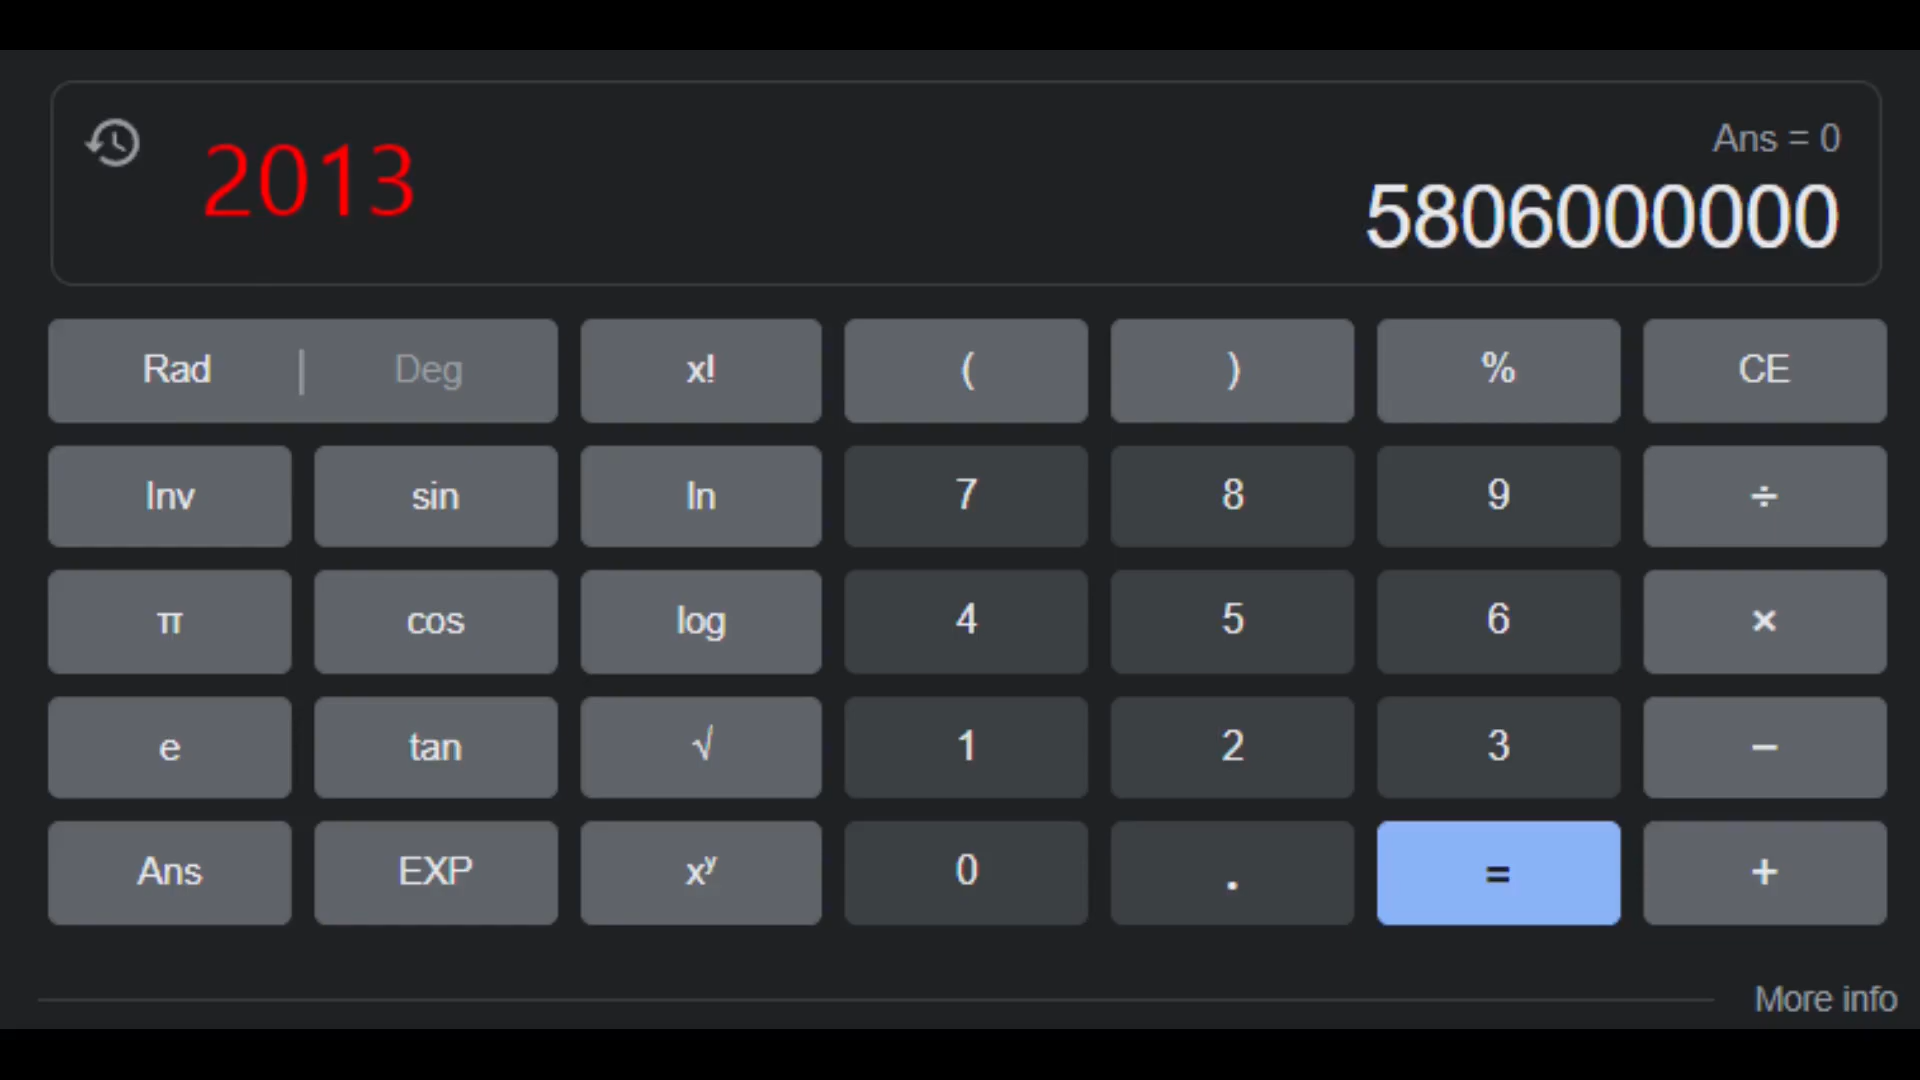 2013
Ans = 0
5806000000
Rad | Deg x! ( ) % CE
Inv sin ln 7 8 9 ÷
π cos log 4 5 6 ×
e tan √ 1 2 3 −
Ans EXP xʸ 0 . = +
More info